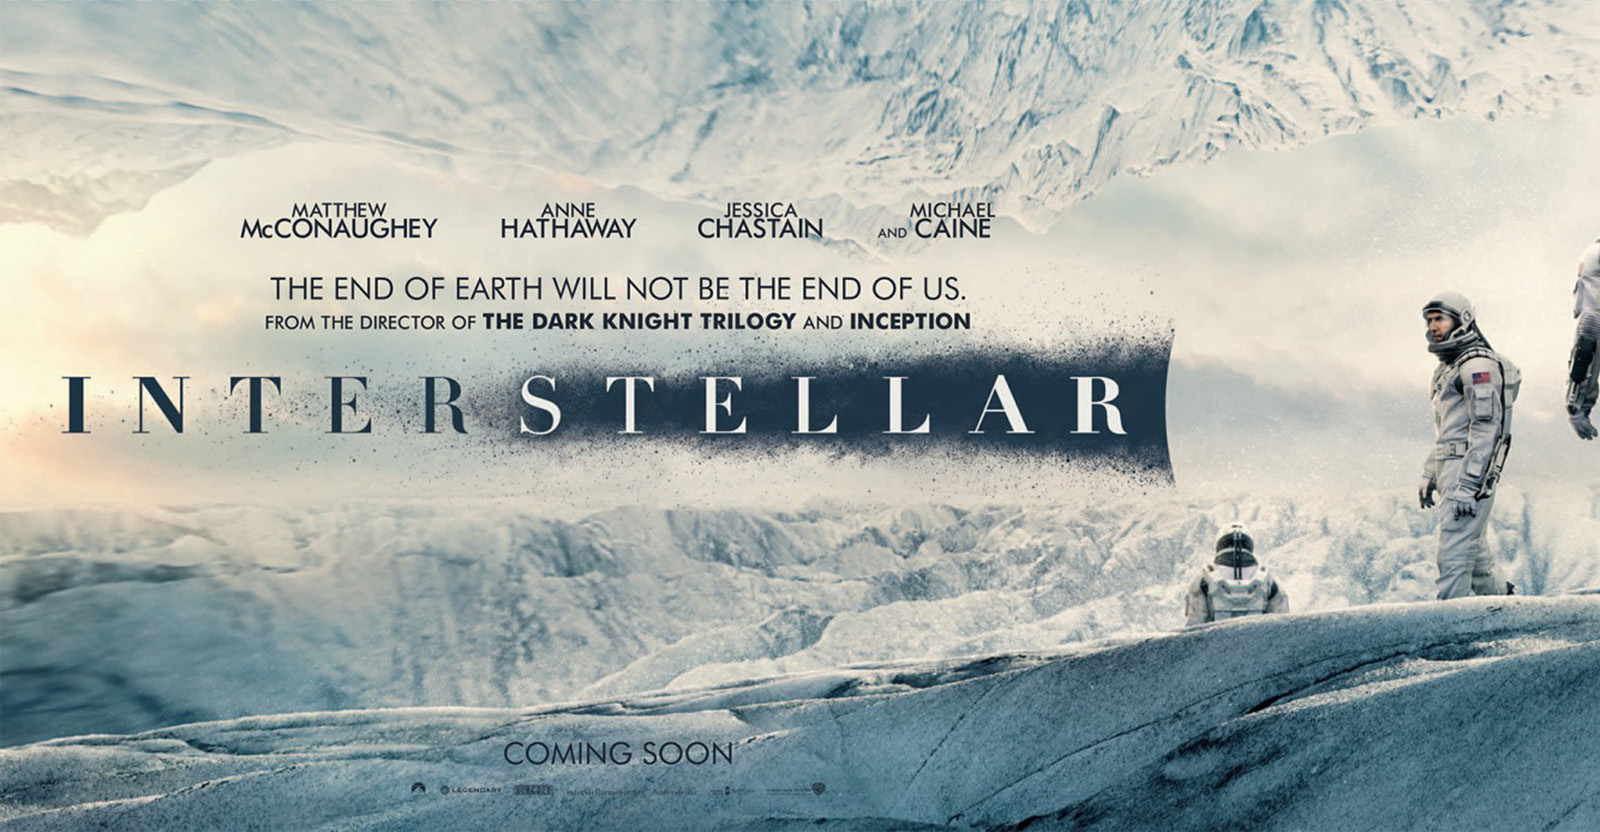 MATTHEW
McCONAUGHEY
ANNE
HATHAWAY
JESSICA
CHASTAIN
MICHAEL
AND CAINE
THE END OF EARTH WILL NOT BE THE END OF US.
FROM THE DIRECTOR OF THE DARK KNIGHT TRILOGY AND INCEPTION
INTERSTELLAR
COMING SOON
LEGENDARY